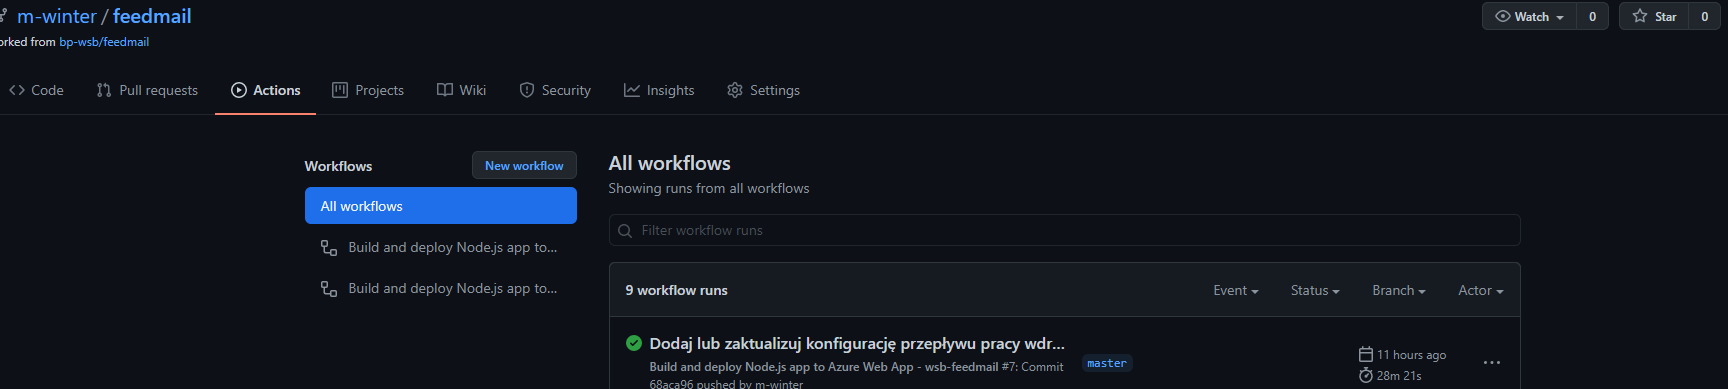 m-winter / feedmail
Watch 0
Star 0
orked from bp-wsb/feedmail
Code
Pull requests
Actions
Projects
Wiki
Security
Insights
Settings
Workflows
New workflow
All workflows
Build and deploy Node.js app to...
Build and deploy Node.js app to...
All workflows
Showing runs from all workflows
Filter workflow runs
9 workflow runs
Event
Status
Branch
Actor
Dodaj lub zaktualizuj konfigurację przepływu pracy wdr...
Build and deploy Node.js app to Azure Web App - wsb-feedmail #7: Commit
68aca96 pushed by m-winter
master
11 hours ago
28m 21s